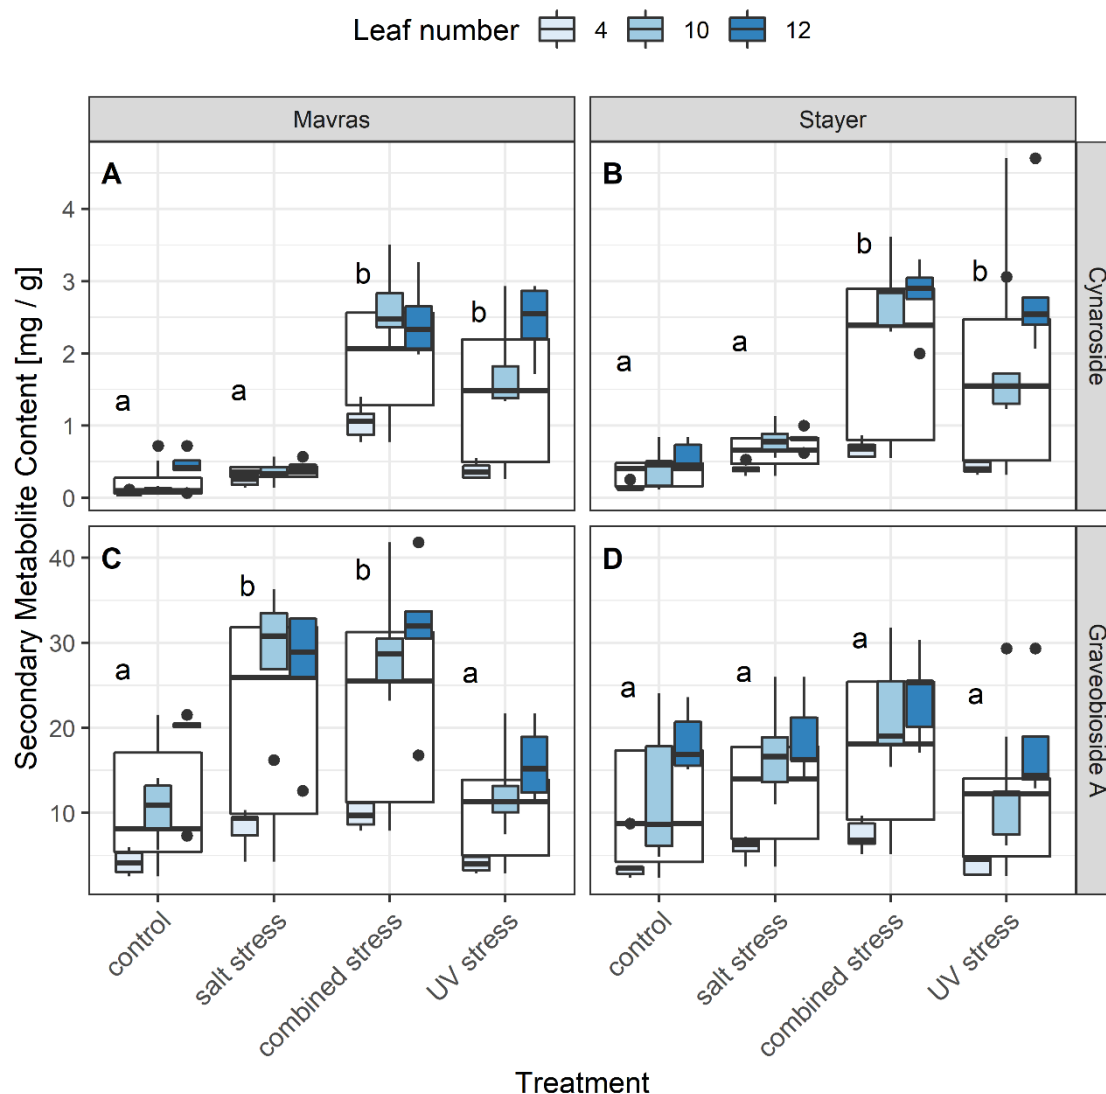 Leaf number 4 10 12
Mavras Stayer
A B
4
3
2
1
0
a a b b
a a b b
Cynaroside
C D
40
30
20
10
a b b a
a a a a
Graveobioside A
Secondary Metabolite Content [mg / g]
control salt stress combined stress UV stress
control salt stress combined stress UV stress
Treatment